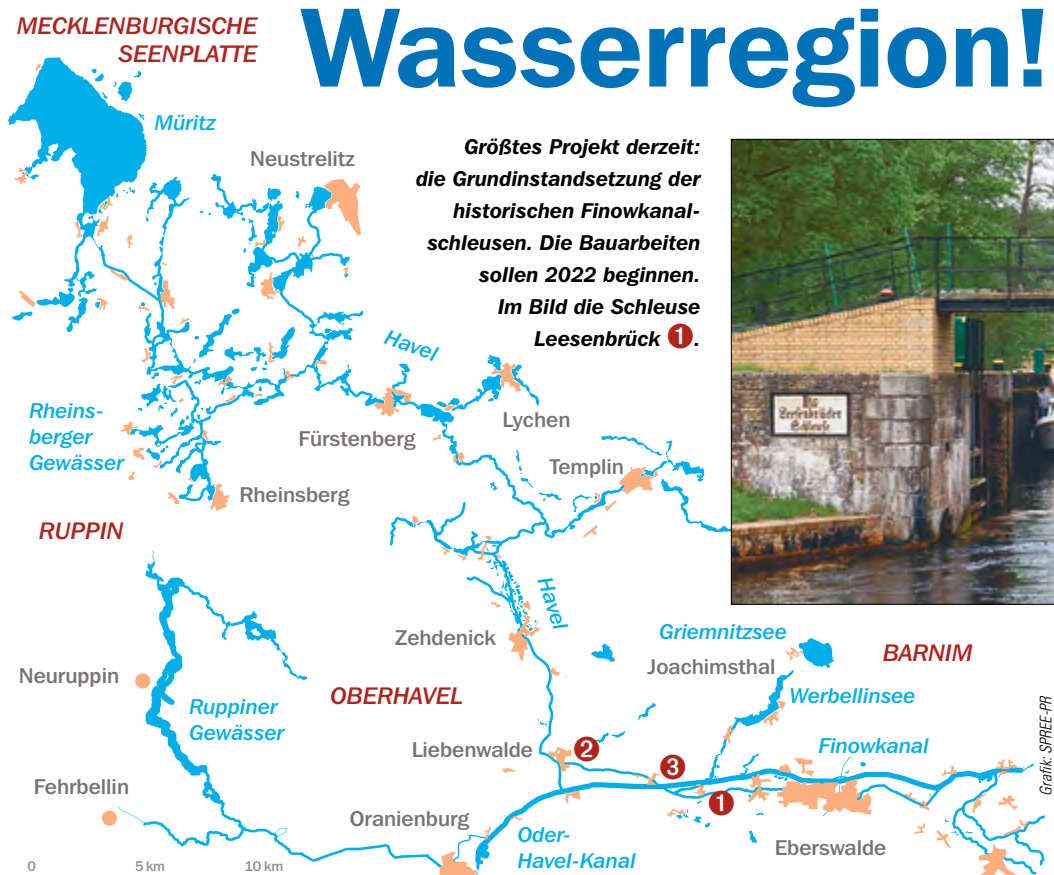 Wasserregion!
MECKLENBURGISCHE
SEENPLATTE
Müritz
Neustrelitz
Größtes Projekt derzeit:
die Grundinstandsetzung der
historischen Finowkanal-
schleusen. Die Bauarbeiten
sollen 2022 beginnen.
Im Bild die Schleuse
Leesenbrück 1.
Havel
Lychen
Rheins-
berger
Gewässer
Fürstenberg
Templin
Rheinsberg
RUPPIN
Havel
Zehdenick
Griemnitzsee
Joachimsthal
BARNIM
Neuruppin
OBERHAVEL
Werbellinsee
Ruppiner
Gewässer
Liebenwalde
2
Finowkanal
3
Fehrbellin
1
Oranienburg
Oder-
Havel-Kanal
Eberswalde
0 5 km 10 km
Grafik: SPREE-PR
Schleuse